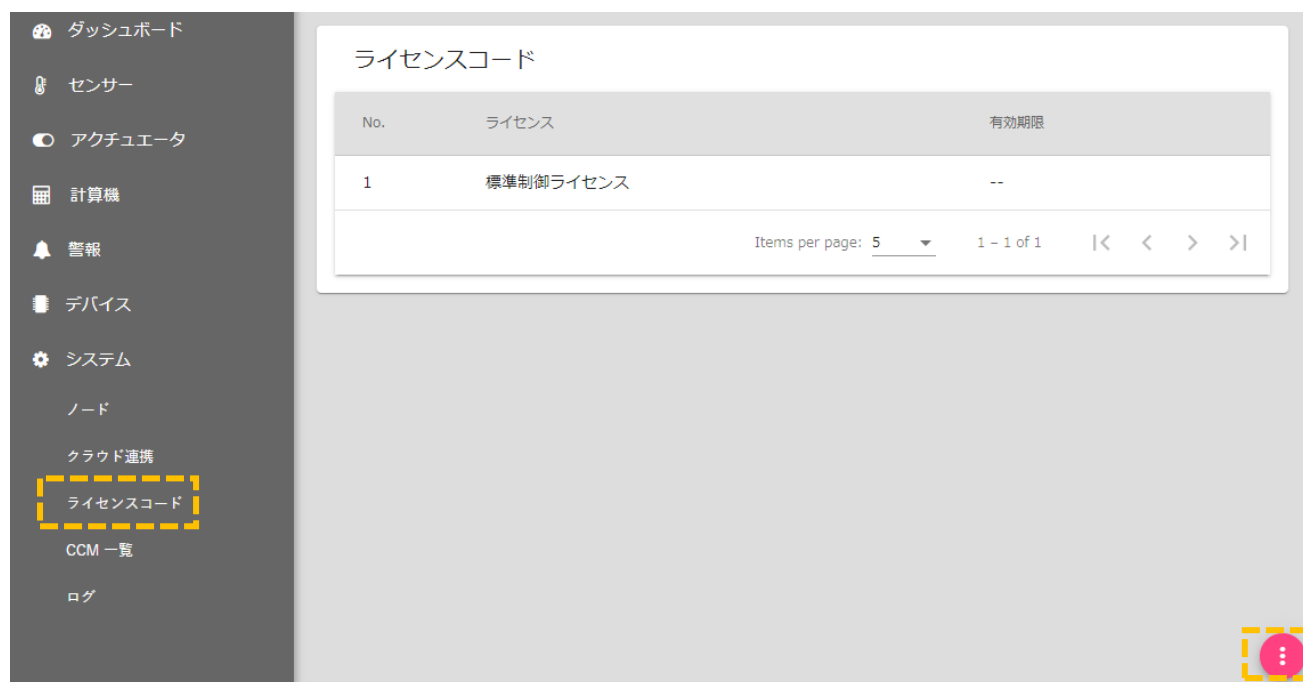 ダッシュボード
センサー
アクチュエータ
計算機
警報
デバイス
システム
ノード
クラウド連携
ライセンスコード
CCM 一覧
ログ
ライセンスコード
No. ライセンス 有効期限
1 標準制御ライセンス --
Items per page: 5 1 – 1 of 1